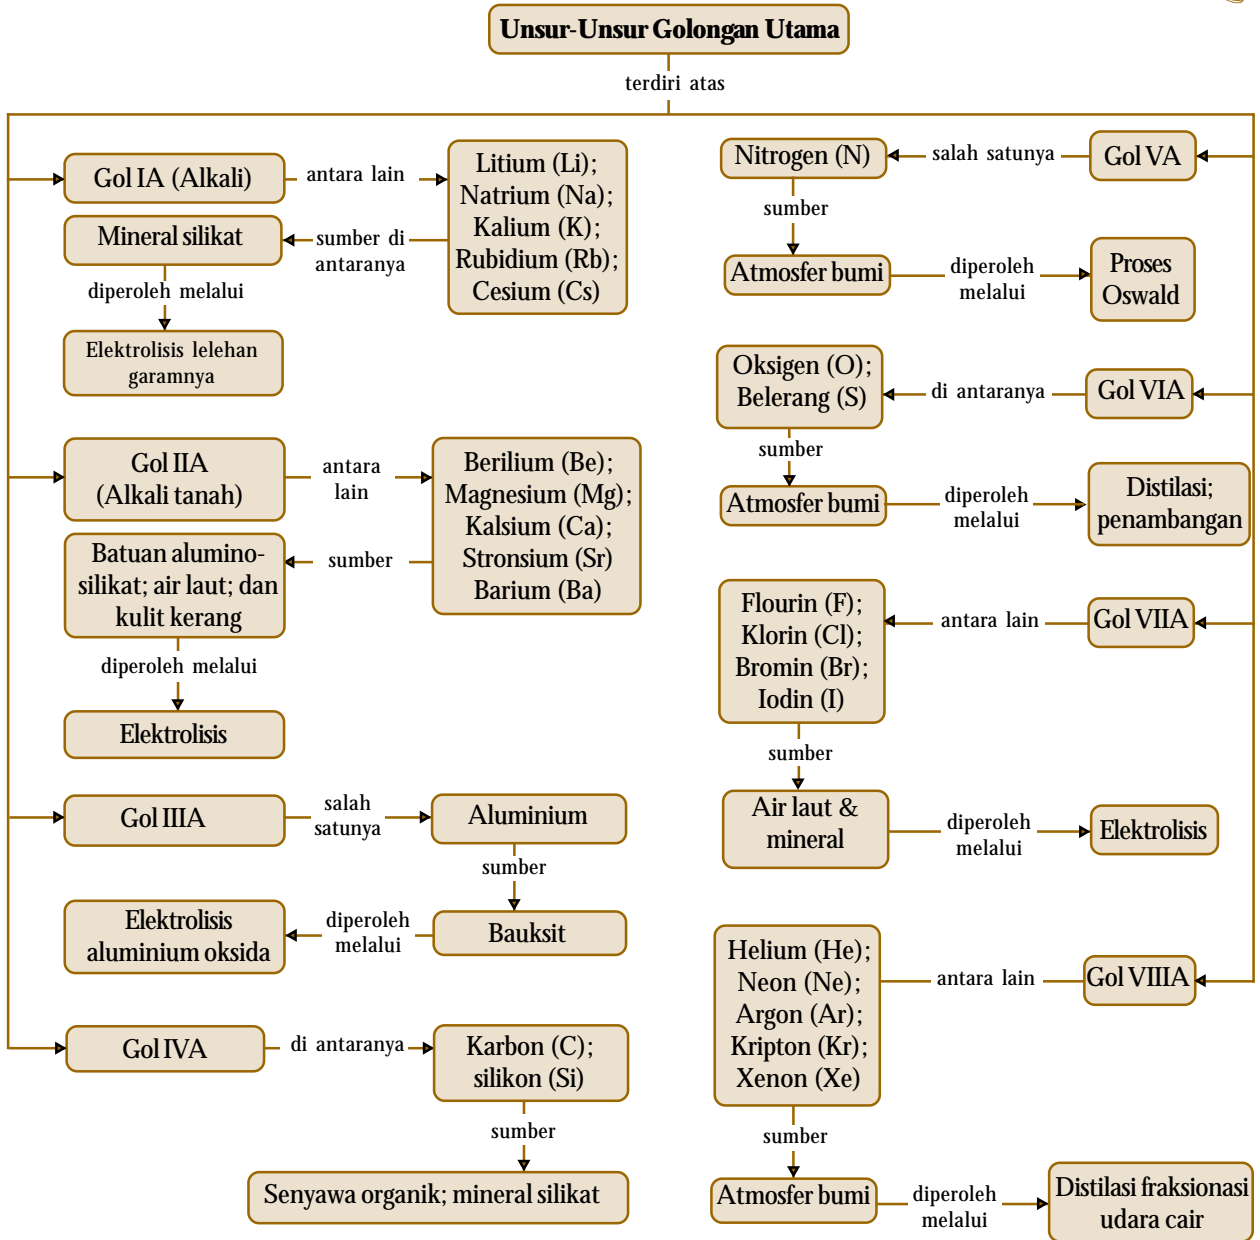 Unsur-Unsur Golongan Utama
terdiri atas
Gol IA (Alkali)
antara lain
Litium (Li);
Natrium (Na);
Kalium (K);
Rubidium (Rb);
Cesium (Cs)
sumber di
antaranya
Mineral silikat
diperoleh melalui
Elektrolisis lelehan
garamnya
Gol IIA
(Alkali tanah)
antara
lain
Berilium (Be);
Magnesium (Mg);
Kalsium (Ca);
Stronsium (Sr)
Barium (Ba)
sumber
Batuan alumino-
silikat; air laut; dan
kulit kerang
diperoleh melalui
Elektrolisis
Gol IIIA
salah
satunya
Aluminium
sumber
Bauksit
diperoleh
melalui
Elektrolisis
aluminium oksida
Gol IVA
di antaranya
Karbon (C);
silikon (Si)
sumber
Senyawa organik; mineral silikat
Gol VA
salah satunya
Nitrogen (N)
sumber
Atmosfer bumi
diperoleh
melalui
Proses
Oswald
Gol VIA
di antaranya
Oksigen (O);
Belerang (S)
sumber
Atmosfer bumi
diperoleh
melalui
Distilasi;
penambangan
Gol VIIA
antara lain
Flourin (F);
Klorin (Cl);
Bromin (Br);
Iodin (I)
sumber
Air laut &
mineral
diperoleh
melalui
Elektrolisis
Gol VIIIA
antara lain
Helium (He);
Neon (Ne);
Argon (Ar);
Kripton (Kr);
Xenon (Xe)
sumber
Atmosfer bumi
diperoleh
melalui
Distilasi fraksionasi
udara cair